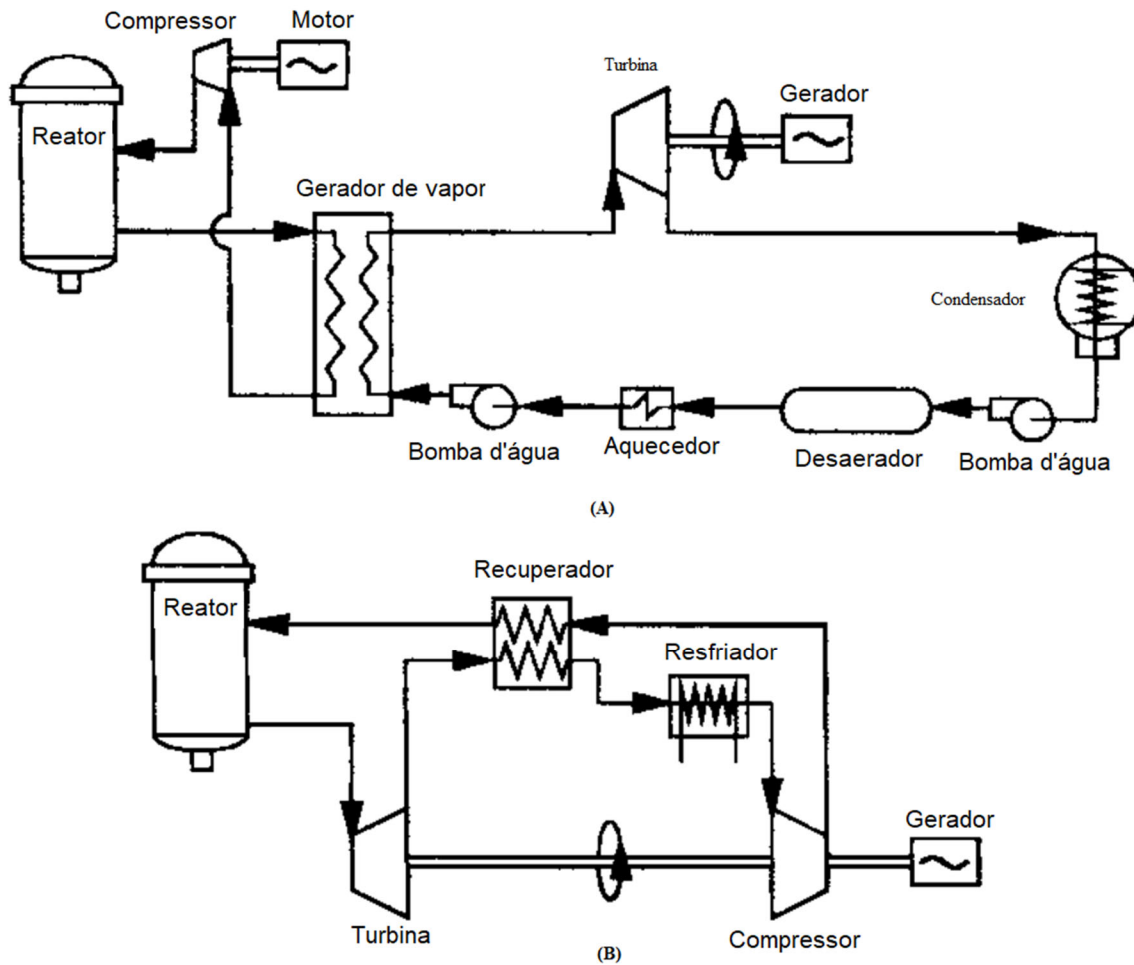 Compressor
Motor
Reator
Turbina
Gerador
Gerador de vapor
Condensador
Bomba d'água
Aquecedor
Desaerador
Bomba d'água
(A)
Recuperador
Reator
Resfriador
Gerador
Turbina
Compressor
(B)